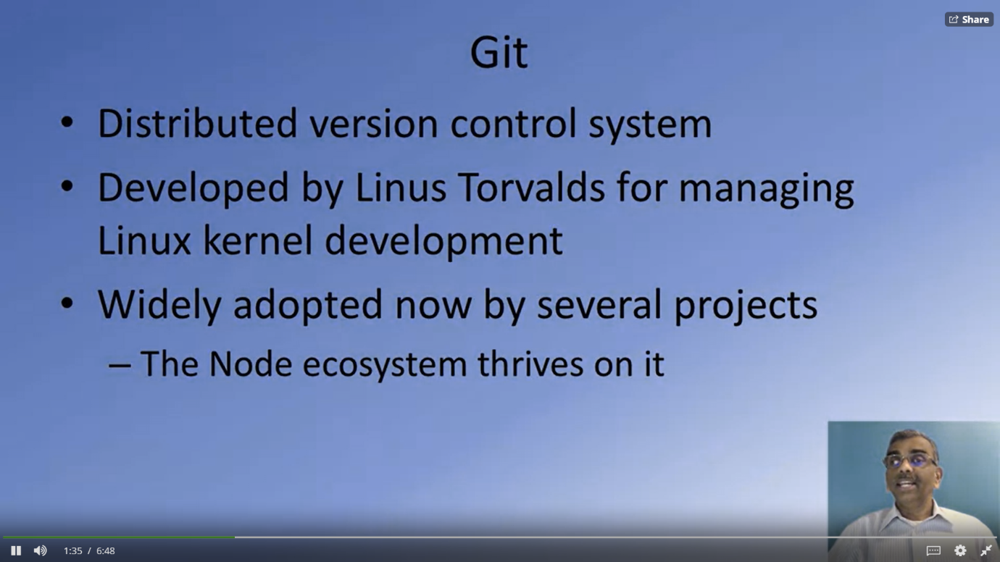 Share
Git
• Distributed version control system
• Developed by Linus Torvalds for managing
Linux kernel development
• Widely adopted now by several projects
– The Node ecosystem thrives on it
1:35 / 6:48